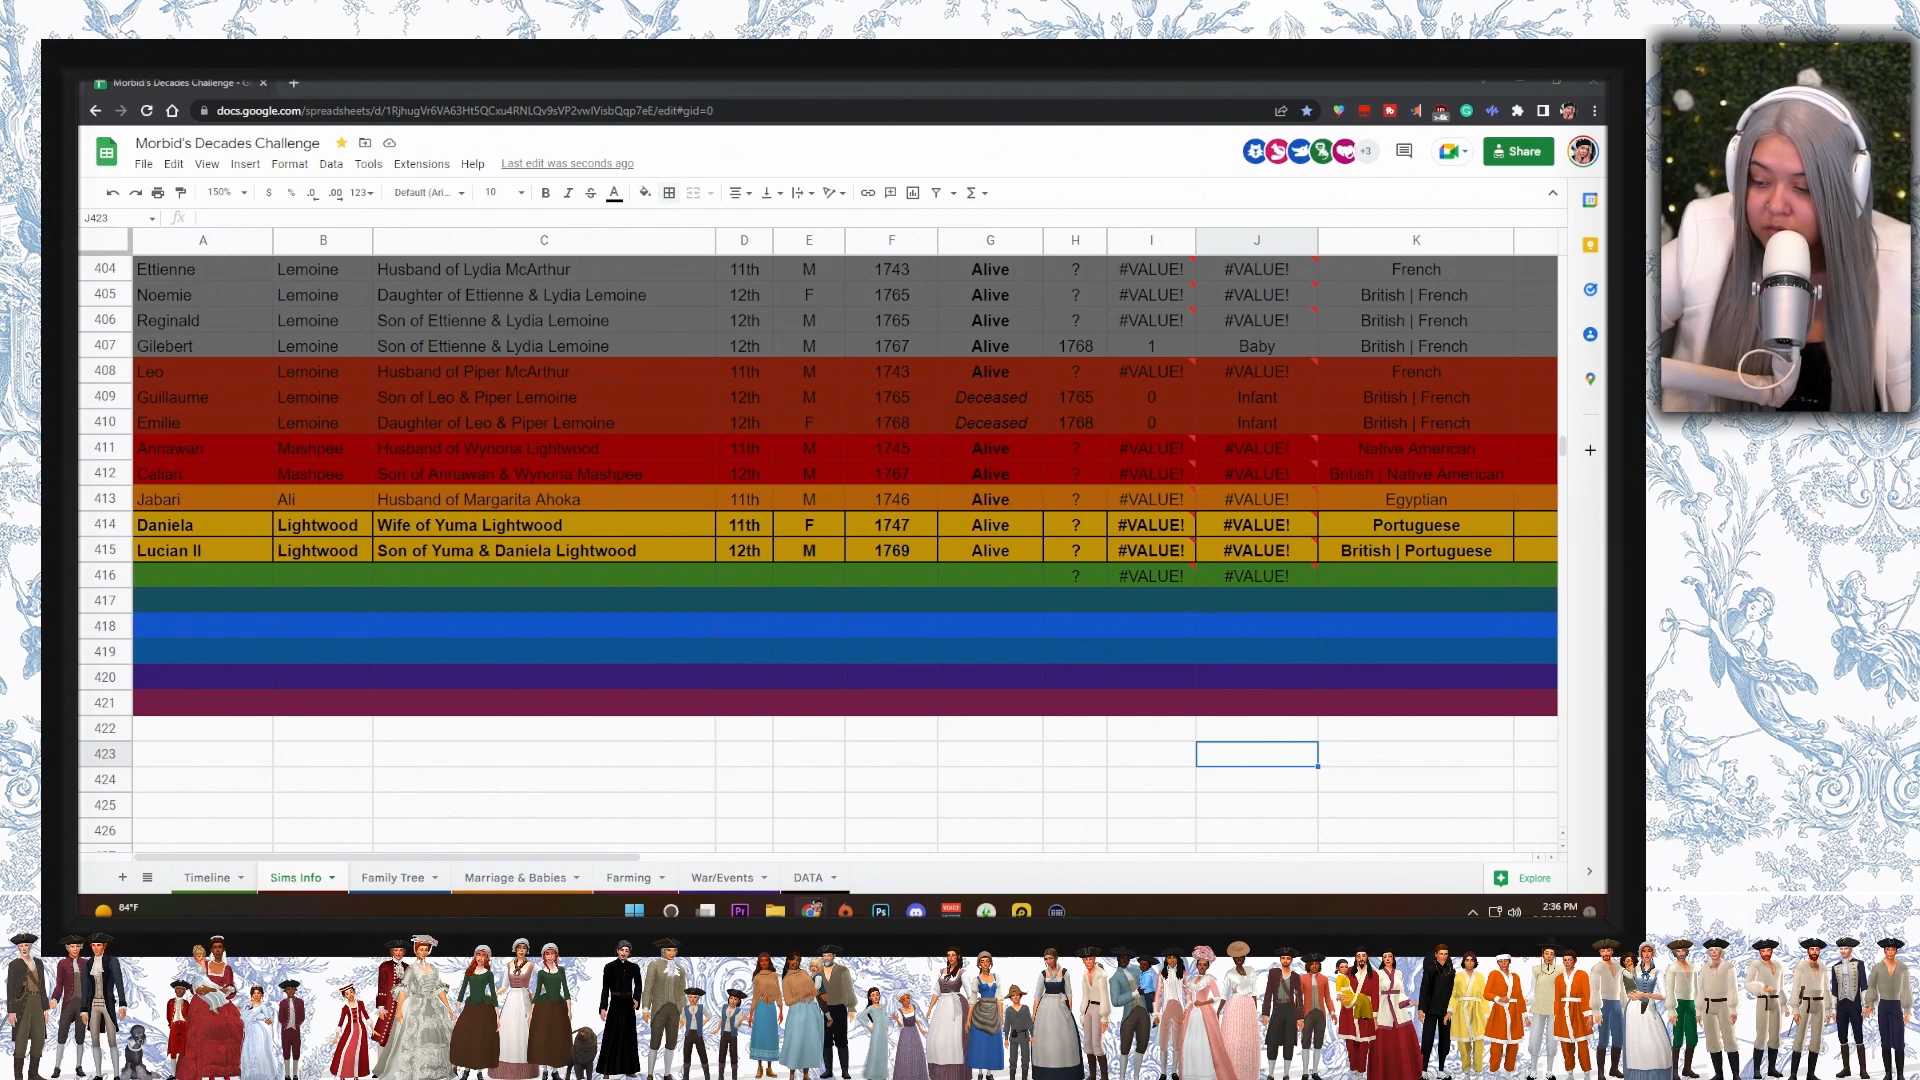 Morbid's Decades Challenge - G
docs.google.com/spreadsheets/d/1RjhugVr6VA63Ht5QCxu4RNLQv9sVP2vwIVisbQqp7eE/edit#gid=0
Morbid's Decades Challenge
+3
Share
File Edit View Insert Format Data Tools Extensions Help Last edit was seconds ago
150% $ % .0 .00 123 Default (Ari... 10 B I S A
J423 fx
A B C D E F G H I J K
404 Ettienne Lemoine Husband of Lydia McArthur 11th M 1743 Alive ? #VALUE! #VALUE! French
405 Noemie Lemoine Daughter of Ettienne & Lydia Lemoine 12th F 1765 Alive ? #VALUE! #VALUE! British | French
406 Reginald Lemoine Son of Ettienne & Lydia Lemoine 12th M 1765 Alive ? #VALUE! #VALUE! British | French
407 Gilebert Lemoine Son of Ettienne & Lydia Lemoine 12th M 1767 Alive 1768 1 Baby British | French
408 Leo Lemoine Husband of Piper McArthur 11th M 1743 Alive ? #VALUE! #VALUE! French
409 Guillaume Lemoine Son of Leo & Piper Lemoine 12th M 1765 Deceased 1765 0 Infant British | French
410 Emilie Lemoine Daughter of Leo & Piper Lemoine 12th F 1768 Deceased 1768 0 Infant British | French
411 Annawan Mashpee Husband of Wynona Lightwood 11th M 1745 Alive ? #VALUE! #VALUE! Native American
412 Calian Mashpee Son of Annawan & Wynona Mashpee 12th M 1767 Alive ? #VALUE! #VALUE! British | Native American
413 Jabari Ali Husband of Margarita Ahoka 11th M 1746 Alive ? #VALUE! #VALUE! Egyptian
414 Daniela Lightwood Wife of Yuma Lightwood 11th F 1747 Alive ? #VALUE! #VALUE! Portuguese
415 Lucian II Lightwood Son of Yuma & Daniela Lightwood 12th M 1769 Alive ? #VALUE! #VALUE! British | Portuguese
416 ? #VALUE! #VALUE!
417
418
419
420
421
422
423
424
425
426
Timeline Sims Info Family Tree Marriage & Babies Farming War/Events DATA Explore
84°F
Pr
Ps
2:36 PM